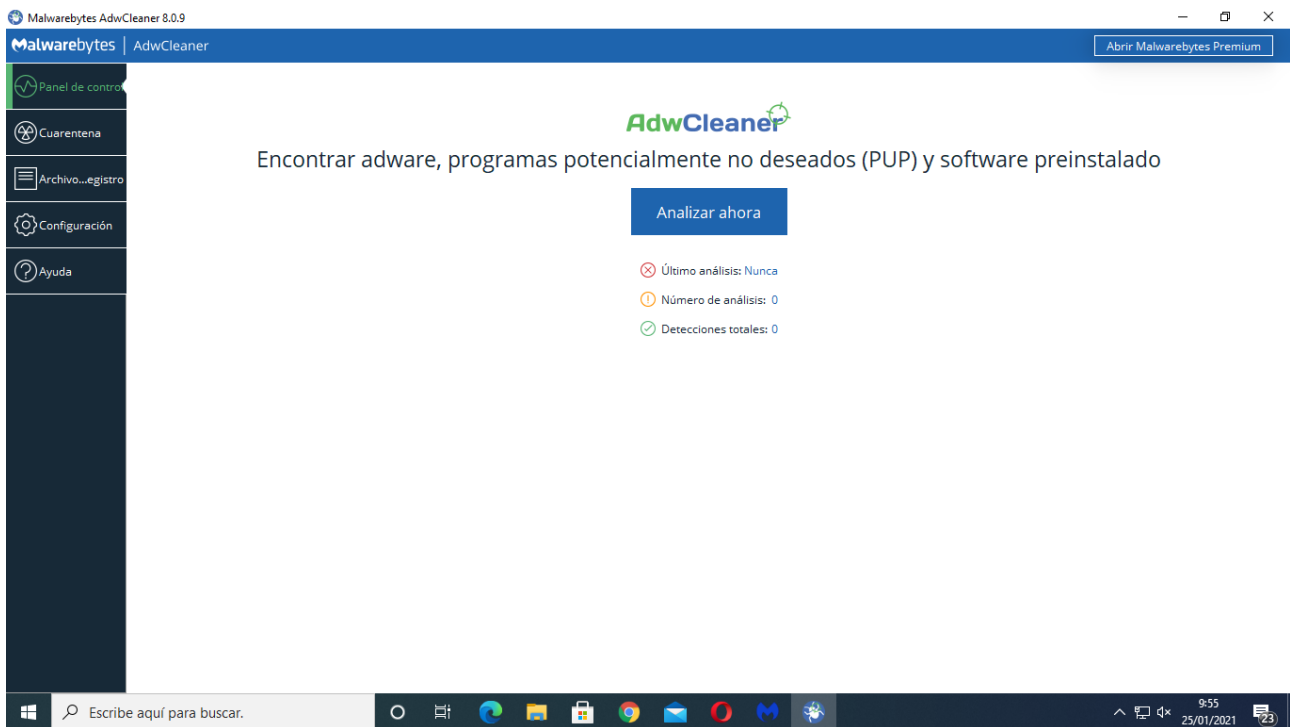 Malwarebytes AdwCleaner 8.0.9
Malwarebytes | AdwCleaner
Abrir Malwarebytes Premium
Panel de control
Cuarentena
Archivo...egistro
Configuración
Ayuda
AdwCleaner
Encontrar adware, programas potencialmente no deseados (PUP) y software preinstalado
Analizar ahora
Último análisis: Nunca
Número de análisis: 0
Detecciones totales: 0
Escribe aquí para buscar.
9:55
25/01/2021
23